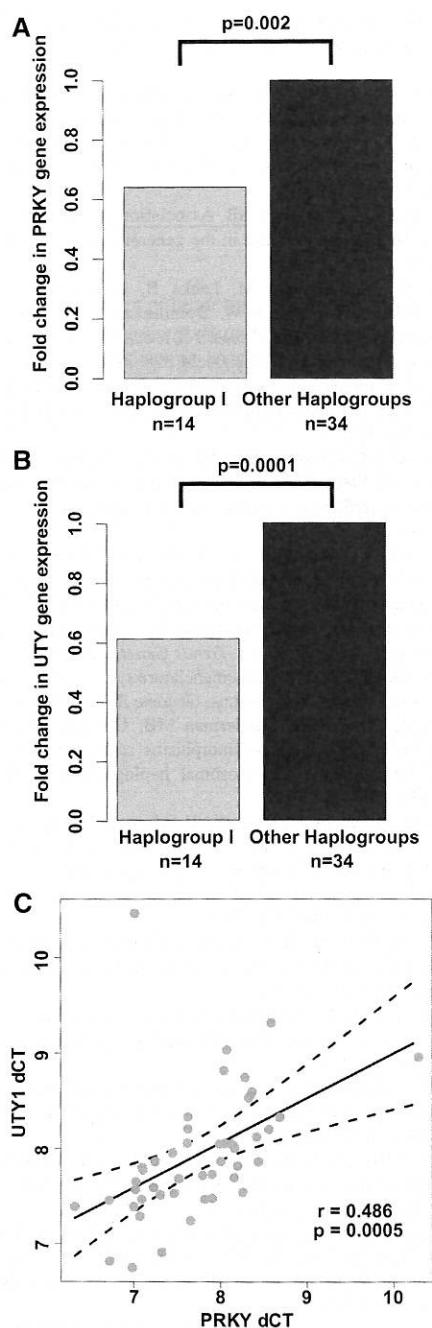 A
p=0.002
Fold change in PRKY gene expression
1.0
0.8
0.6
0.4
0.2
0.0
Haplogroup I Other Haplogroups
n=14 n=34
B
p=0.0001
Fold change in UTY gene expression
1.0
0.8
0.6
0.4
0.2
0.0
Haplogroup I Other Haplogroups
n=14 n=34
C
UTY1 dCT
10
9
8
7
r = 0.486
p = 0.0005
7 8 9 10
PRKY dCT